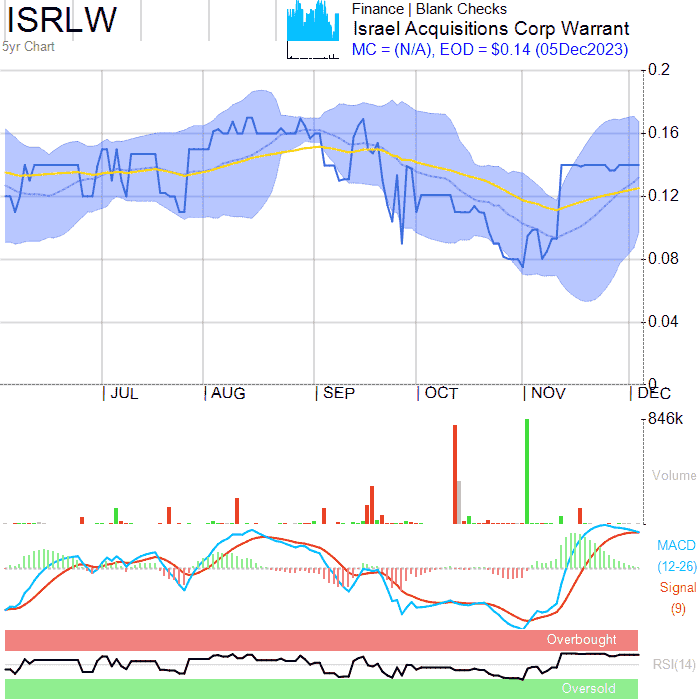 ISRLW
5yr Chart
Finance | Blank Checks
Israel Acquisitions Corp Warrant
MC = (N/A), EOD = $0.14 (05Dec2023)
0.2
0.16
0.12
0.08
0.04
0
JUL
AUG
SEP
OCT
NOV
DEC
846k
Volume
MACD
(12-26)
Signal
(9)
Overbought
RSI(14)
Oversold